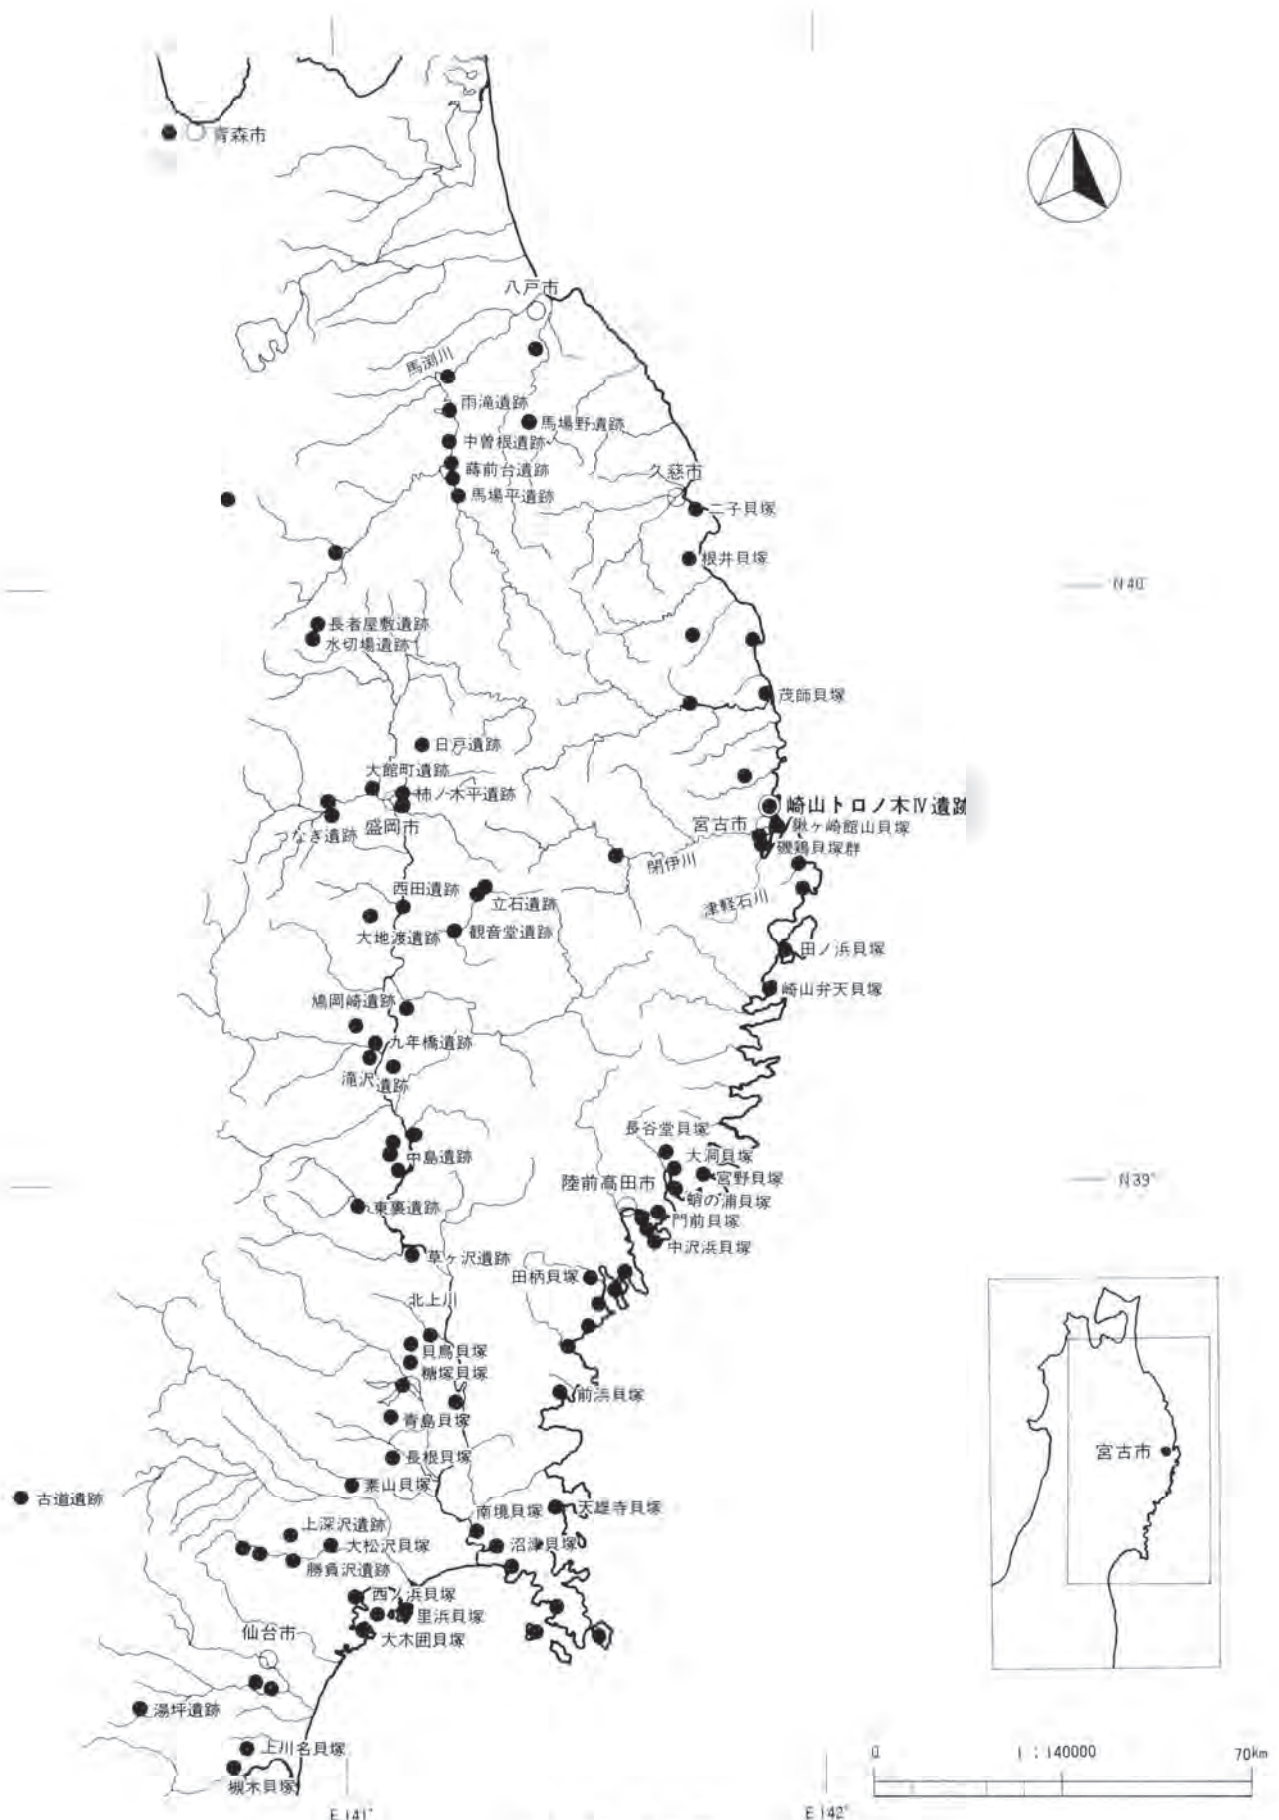 青森市
八戸市
馬渕川
雨滝遺跡
馬場野遺跡
中曽根遺跡
久慈市
蒔前台遺跡
馬場平遺跡
二子貝塚
根井貝塚
N40
長者屋敷遺跡
水切場遺跡
茂師貝塚
日戸遺跡
大館町遺跡
柿ノ木平遺跡
崎山トロノ木Ⅳ遺跡
宮古市
鍬ヶ崎館山貝塚
つなぎ遺跡
盛岡市
磯鶏貝塚群
閉伊川
西田遺跡
立石遺跡
津軽石川
大地渡遺跡
観音堂遺跡
田ノ浜貝塚
崎山弁天貝塚
鳩岡崎遺跡
九年橋遺跡
滝沢遺跡
長谷堂貝塚
中島遺跡
大洞貝塚
宮野貝塚
N39°
陸前高田市
蛸の浦貝塚
東裏遺跡
門前貝塚
中沢浜貝塚
草ヶ沢遺跡
田柄貝塚
北上川
貝鳥貝塚
糠塚貝塚
前浜貝塚
青島貝塚
宮古市
長根貝塚
素山貝塚
古道遺跡
南境貝塚
天雄寺貝塚
上深沢遺跡
大松沢貝塚
沼津貝塚
勝負沢遺跡
西ノ浜貝塚
里浜貝塚
仙台市
大木囲貝塚
湯坪遺跡
上川名貝塚
槻木貝塚
0
1:140000
70km
E 141°
E 142°